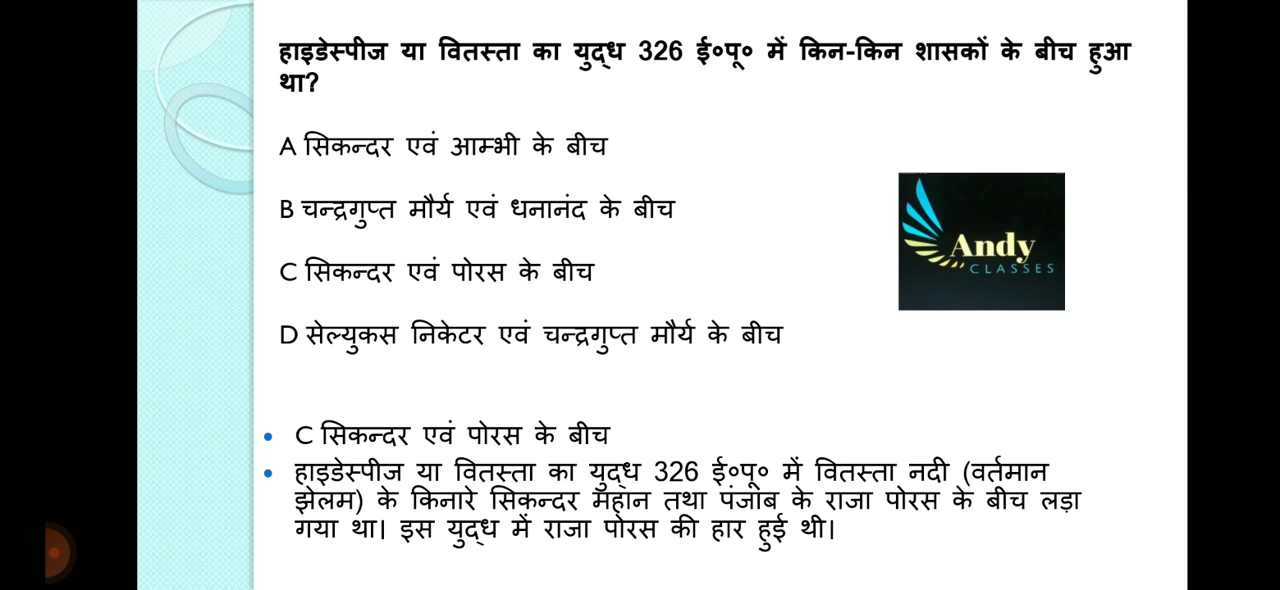 हाइडेस्पीज या वितस्ता का युद्ध 326 ई०पू० में किन-किन शासकों के बीच हुआ
था?
A सिकन्दर एवं आम्भी के बीच
B चन्द्रगुप्त मौर्य एवं धनानंद के बीच
C सिकन्दर एवं पोरस के बीच
D सेल्युकस निकेटर एवं चन्द्रगुप्त मौर्य के बीच
Andy
CLASSES
• C सिकन्दर एवं पोरस के बीच
• हाइडेस्पीज या वितस्ता का युद्ध 326 ई०पू० में वितस्ता नदी (वर्तमान
झेलम) के किनारे सिकन्दर महान तथा पंजाब के राजा पोरस के बीच लड़ा
गया था। इस युद्ध में राजा पोरस की हार हुई थी।